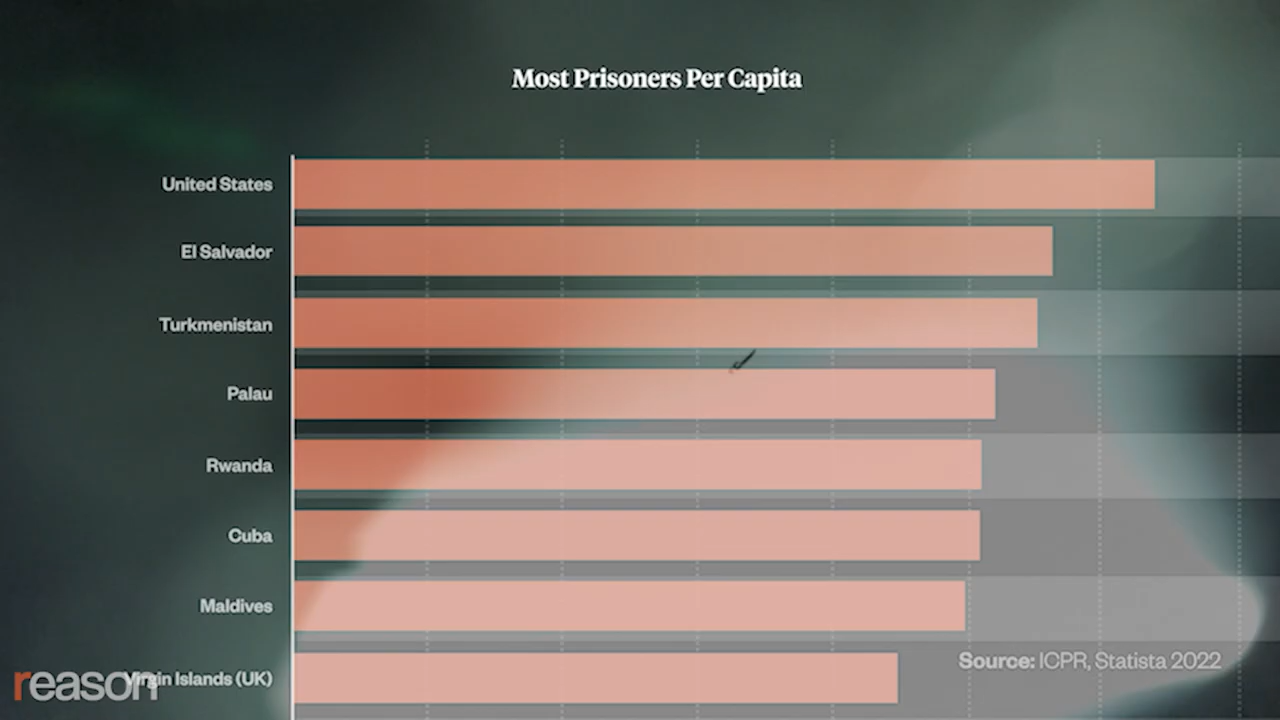 Most Prisoners Per Capita
United States
El Salvador
Turkmenistan
Palau
Rwanda
Cuba
Maldives
Virgin Islands (UK)
Source: ICPR, Statista 2022
reason